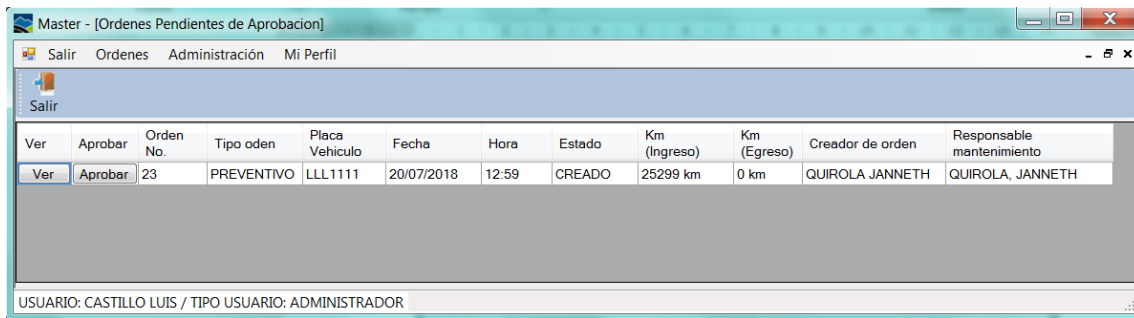 Master - [Ordenes Pendientes de Aprobacion]
Salir Ordenes Administración Mi Perfil
Salir
Ver Aprobar Orden No. Tipo oden Placa Vehiculo Fecha Hora Estado Km (Ingreso) Km (Egreso) Creador de orden Responsable mantenimiento
Ver Aprobar 23 PREVENTIVO LLL1111 20/07/2018 12:59 CREADO 25299 km 0 km QUIROLA JANNETH QUIROLA, JANNETH
USUARIO: CASTILLO LUIS / TIPO USUARIO: ADMINISTRADOR